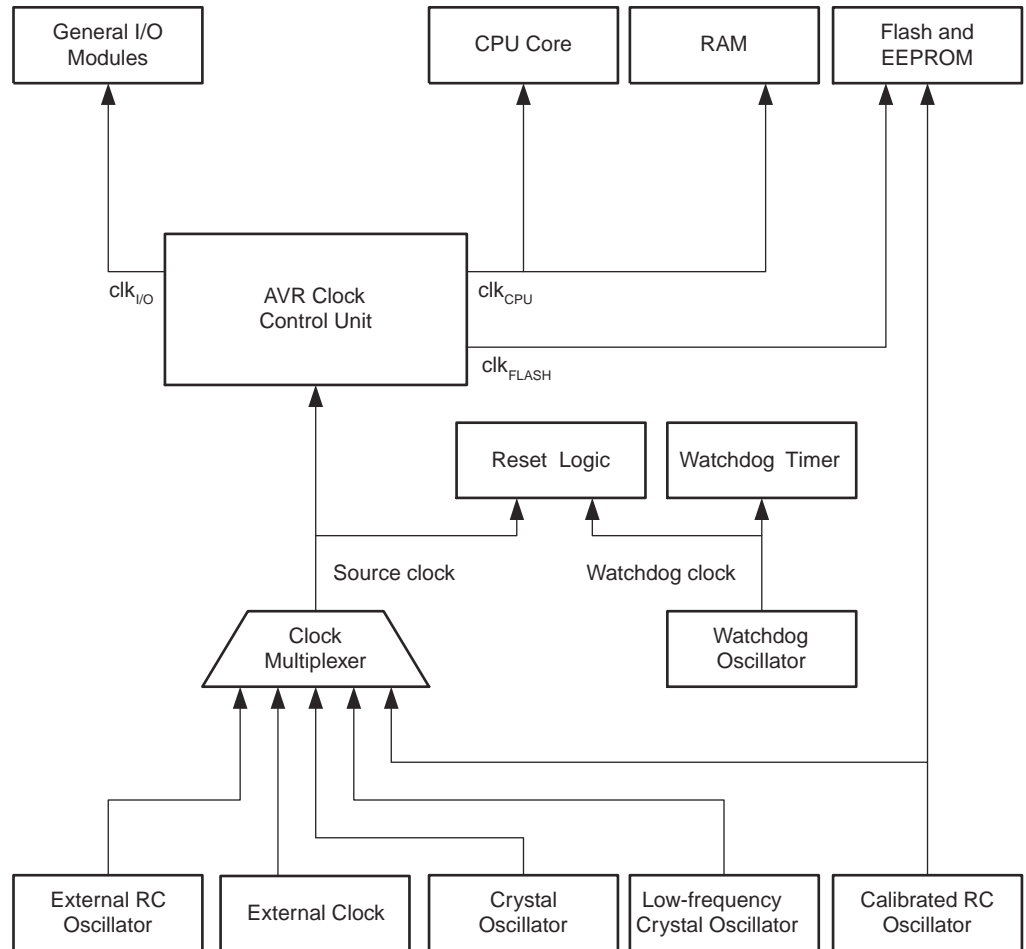 General I/O
Modules
CPU Core
RAM
Flash and
EEPROM
clkI/O
AVR Clock
Control Unit
clkCPU
clkFLASH
Reset Logic
Watchdog Timer
Source clock
Watchdog clock
Clock
Multiplexer
Watchdog
Oscillator
External RC
Oscillator
External Clock
Crystal
Oscillator
Low-frequency
Crystal Oscillator
Calibrated RC
Oscillator